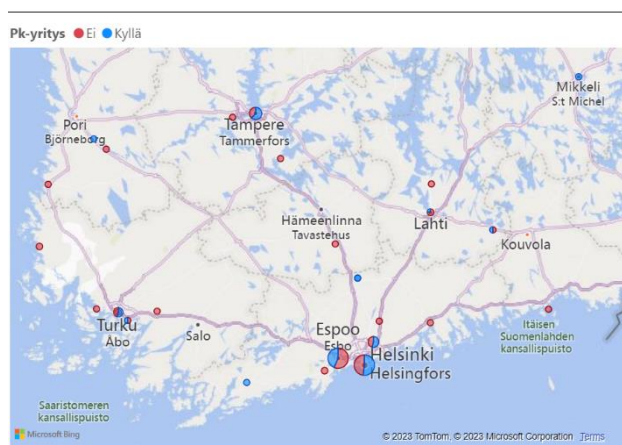 Pk-yritys Ei Kyllä
Mikkeli
S:t Michel
Pori
Björneborg
Tampere
Tammerfors
Hämeenlinna
Tavastehus
Lahti
Kouvola
Turku
Åbo
Salo
Espoo
Esbo
Helsinki
Helsingfors
Itäisen
Suomenlahden
kansallispuisto
Saaristomeren
kansallispuisto
Microsoft Bing
© 2023 TomTom, © 2023 Microsoft Corporation Terms